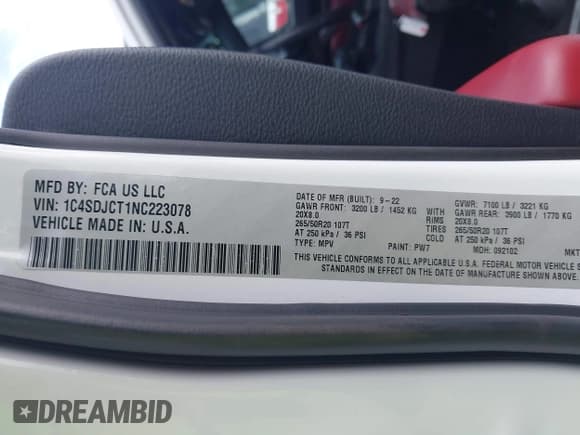 MFD BY: FCA US LLC
VIN: 1C4SDJCT1NC223078
VEHICLE MADE IN: U.S.A.
DATE OF MFR (BUILT): 9-22 GVWR: 7100 LB / 3221 KG
GAWR FRONT: 3200 LB / 1452 KG WITH GAWR REAR: 3900 LB / 1770 KG
20X8.0 RIMS 20X8.0
265/50R20 107T TIRES 265/50R20 107T
AT 250 kPa / 36 PSI COLD AT 250 kPa / 36 PSI
TYPE: MPV PAINT: PW7 MDH: 092102 MKT
THIS VEHICLE CONFORMS TO ALL APPLICABLE U.S.A. FEDERAL MOTOR VEHICLE S
STANDARDS IN EFFECT ON THE DATE OF MANUFACTURE SHOWN ABOVE.
DREAMBID